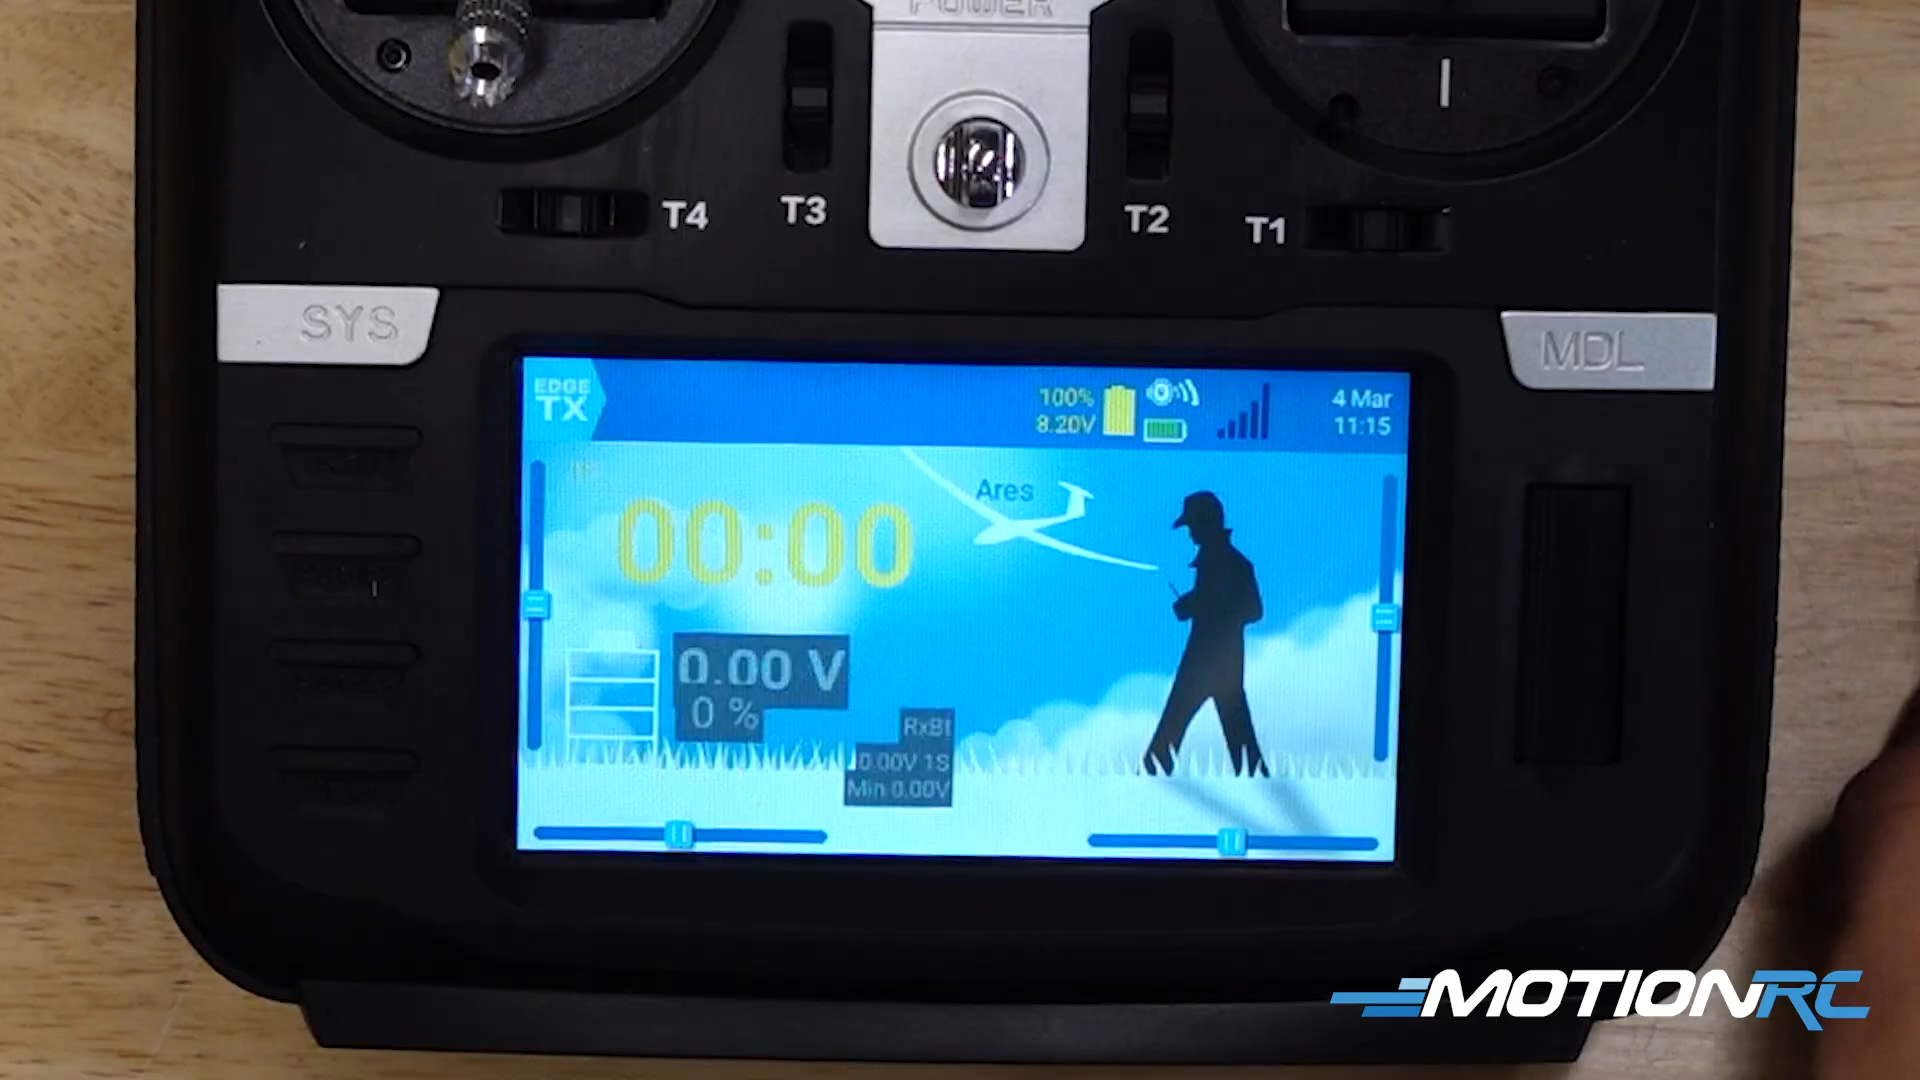 POWER
T4
T3
T2
T1
SYS
MDL
EDGE
TX
100%
8.20V
4 Mar
11:15
Ares
00:00
0.00 V
0 %
RxBt
0.00V 1S
Min 0.00V
MOTIONRC